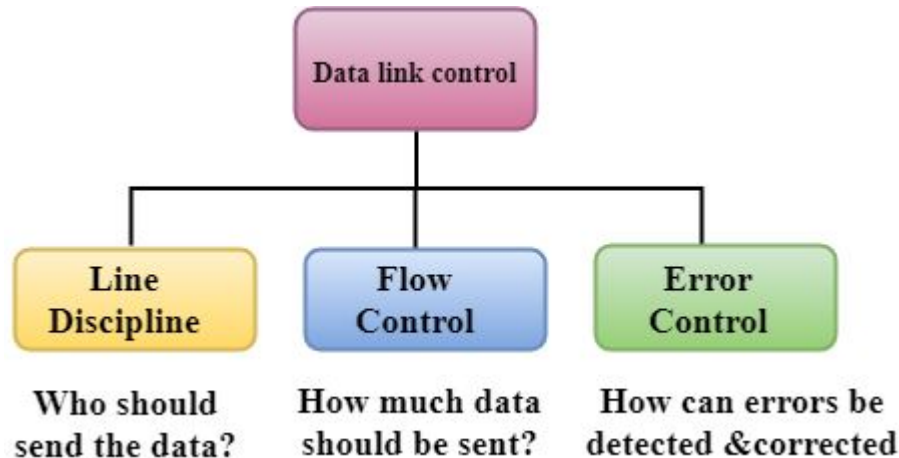 Data link control
Line
Discipline
Flow
Control
Error
Control
Who should
send the data?
How much data
should be sent?
How can errors be
detected &corrected